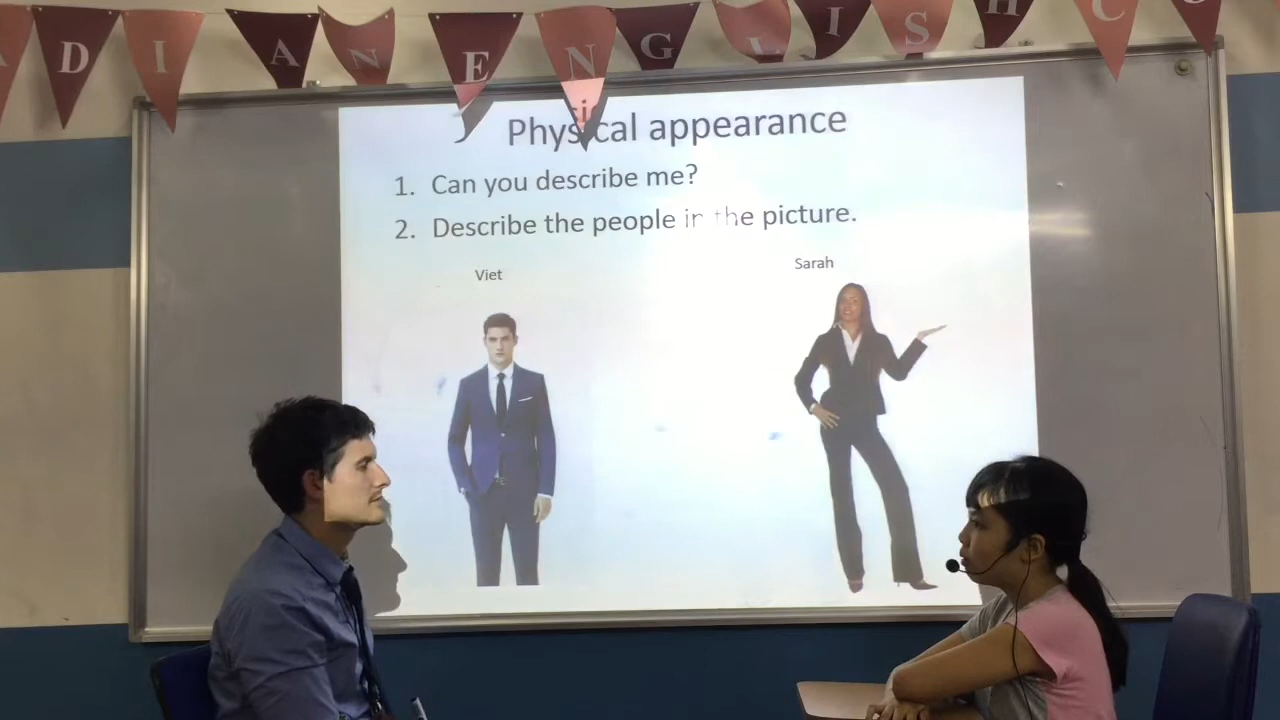 A D I A N E N G L I S H C O
Physical appearance
1. Can you describe me?
2. Describe the people in the picture.
Viet
Sarah